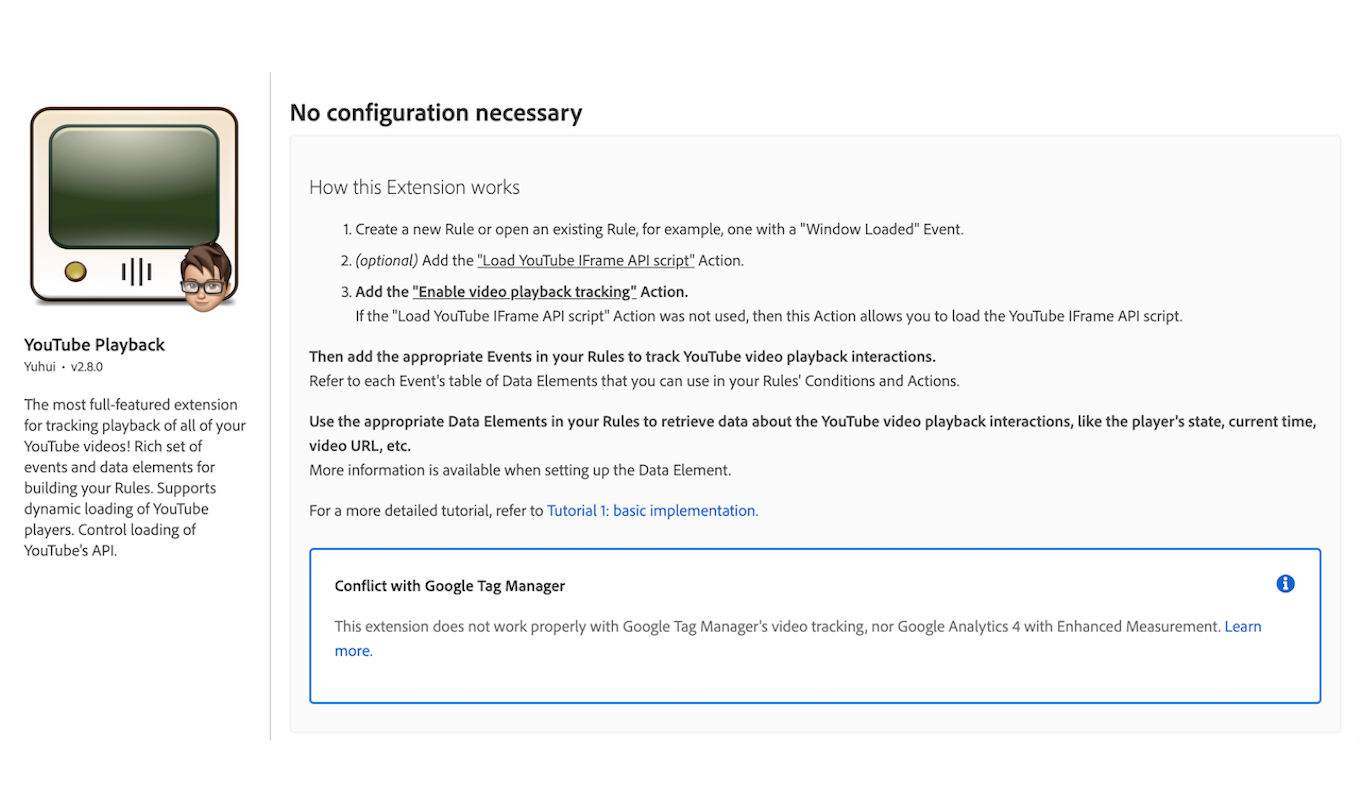 No configuration necessary
How this Extension works
1. Create a new Rule or open an existing Rule, for example, one with a "Window Loaded" Event.
2. (optional) Add the "Load YouTube IFrame API script" Action.
3. Add the "Enable video playback tracking" Action.
If the "Load YouTube IFrame API script" Action was not used, then this Action allows you to load the YouTube IFrame API script.
Then add the appropriate Events in your Rules to track YouTube video playback interactions.
Refer to each Event's table of Data Elements that you can use in your Rules' Conditions and Actions.
Use the appropriate Data Elements in your Rules to retrieve data about the YouTube video playback interactions, like the player's state, current time,
video URL, etc.
More information is available when setting up the Data Element.
For a more detailed tutorial, refer to Tutorial 1: basic implementation.
Conflict with Google Tag Manager
This extension does not work properly with Google Tag Manager's video tracking, nor Google Analytics 4 with Enhanced Measurement. Learn
more.
YouTube Playback
Yuhui • v2.8.0
The most full-featured extension
for tracking playback of all of your
YouTube videos! Rich set of
events and data elements for
building your Rules. Supports
dynamic loading of YouTube
players. Control loading of
YouTube's API.